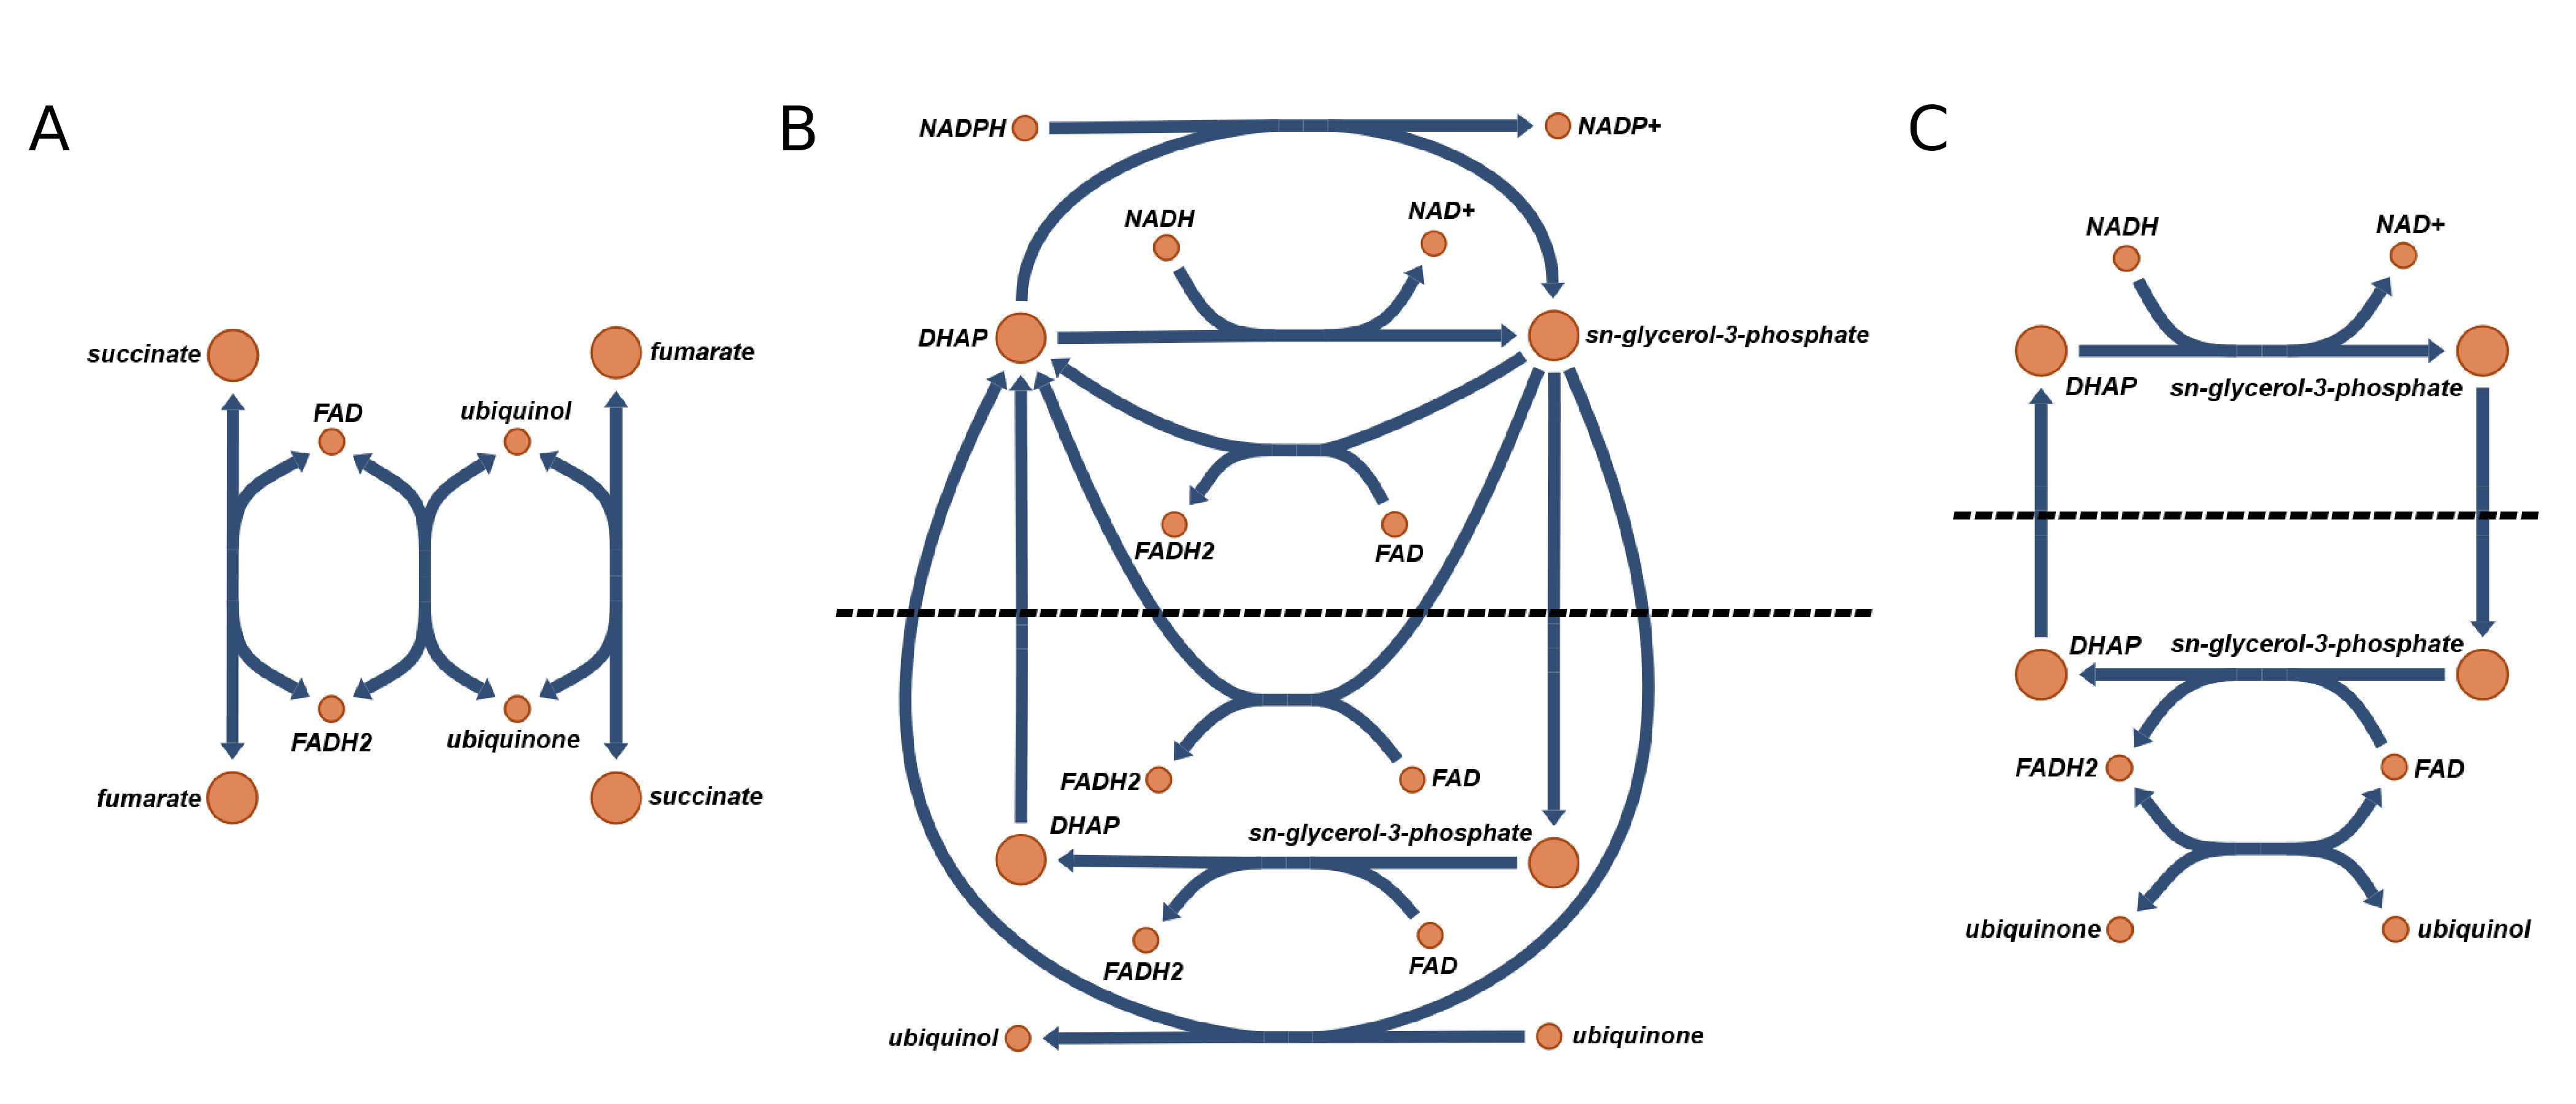 A
succinate
fumarate
FAD
ubiquinol
FADH2
ubiquinone
fumarate
succinate
B
NADPH
NADP+
NADH
NAD+
DHAP
sn-glycerol-3-phosphate
FADH2
FAD
FADH2
FAD
DHAP
sn-glycerol-3-phosphate
FADH2
FAD
ubiquinol
ubiquinone
C
NADH
NAD+
DHAP
sn-glycerol-3-phosphate
DHAP
sn-glycerol-3-phosphate
FADH2
FAD
ubiquinone
ubiquinol